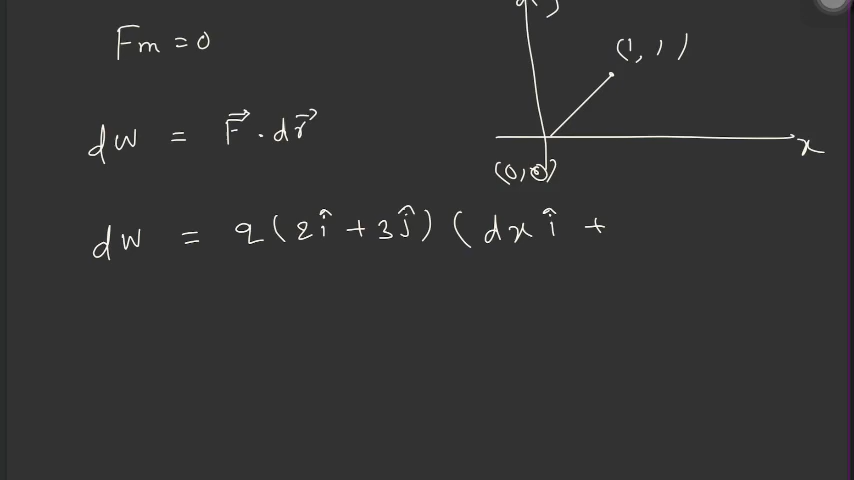 Fm = 0
(1, 1)
dw = F⃗ . dr⃗
x
(0, 0)
dw = q (2î + 3ĵ) (dx î +